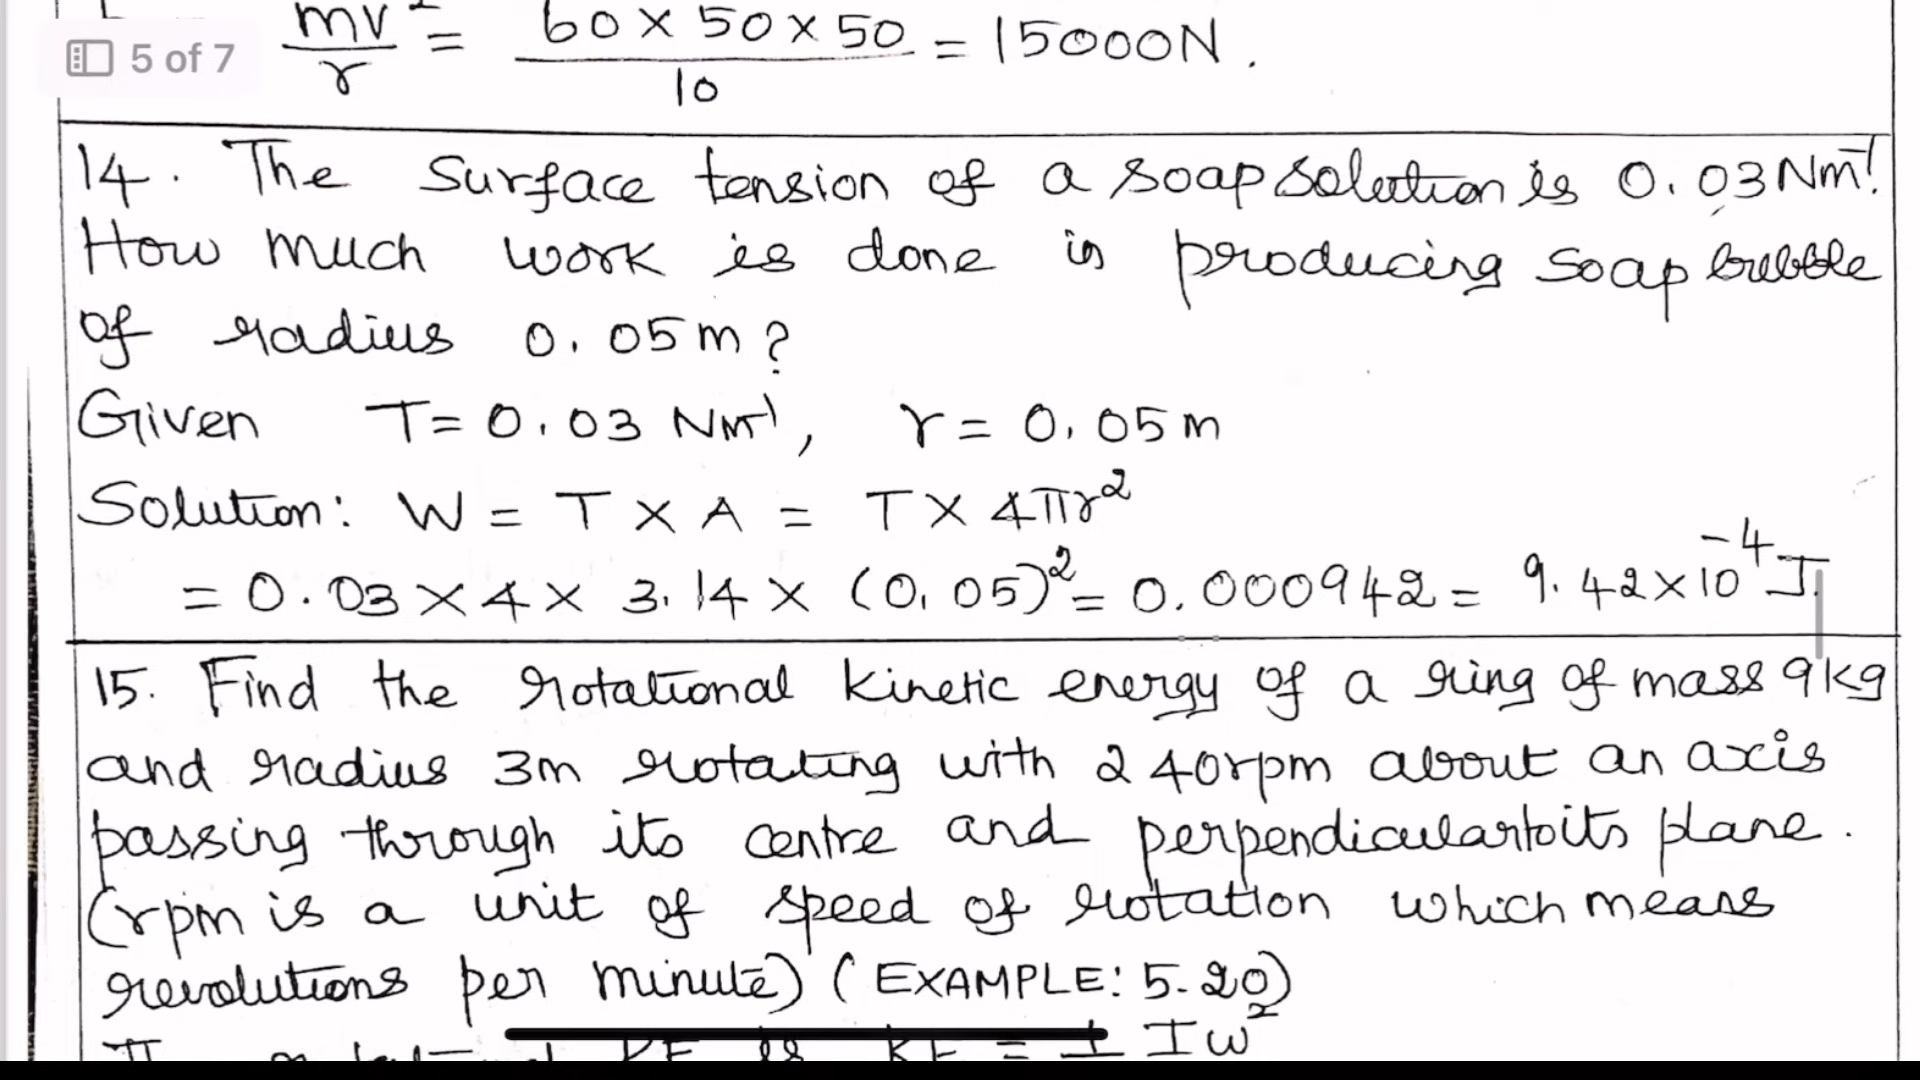 5 of 7
mv² / r = 60 × 50 × 50 / 10 = 15000N.
14. The surface tension of a soap solution is 0.03 Nm⁻¹.
How much work is done in producing soap bubble
of radius 0.05m?
Given T = 0.03 Nm⁻¹, r = 0.05m
Solution: W = T × A = T × 4πr²
= 0.03 × 4 × 3.14 × (0.05)² = 0.000942 = 9.42 × 10⁻⁴ J.
15. Find the rotational kinetic energy of a ring of mass 9kg
and radius 3m rotating with 240rpm about an axis
passing through its centre and perpendicular to its plane.
(rpm is a unit of speed of rotation which means
revolutions per minute) (EXAMPLE: 5.20)
KE is KE = Iω²